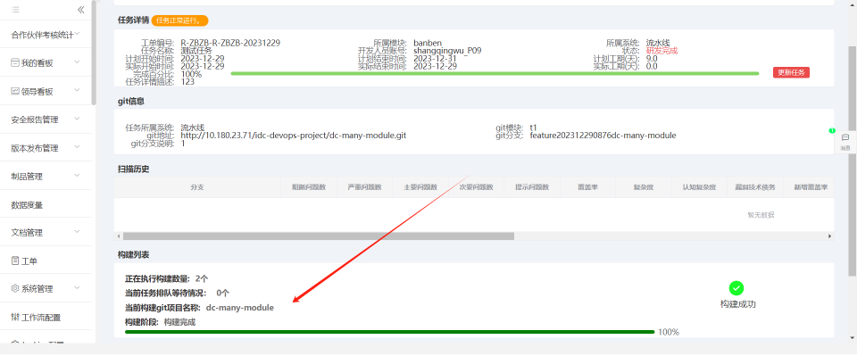 任务详情 任务正常进行。
合作伙伴考核统计
工单编号: R-ZBZB-R-ZBZB-20231229 所属模块: banben 所属系统: 流水线
任务名称: 测试任务 开发人员账号: shangqingwu_P09 状态: 研发完成
计划开始时间: 2023-12-29 计划结束时间: 2023-12-31 计划工期(天): 9.0
实际开始时间: 2023-12-29 实际结束时间: 2023-12-29 实际工期(天): 0.0
我的看板
完成百分比: 100% 更新任务
任务详情描述: 123
领导看板
git信息
安全报告管理
任务所属系统: 流水线 git模块: t1
git地址: http://10.180.23.71/idc-devops-project/dc-many-module.git git分支: feature202312290876dc-many-module
git分支说明: 1
消息
版本发布管理
扫描历史
制品管理
分支 阻断问题数 严重问题数 主要问题数 次要问题数 提示问题数 覆盖率 复杂度 认知复杂度 漏洞技术债务 新增覆盖率
数据度量
暂无数据
文档管理
构建列表
工单
正在执行构建数量: 2个
系统管理
当前任务排队等待情况: 0个
当前构建git项目名称: dc-many-module
构建成功
工作流配置
构建阶段: 构建完成
100%